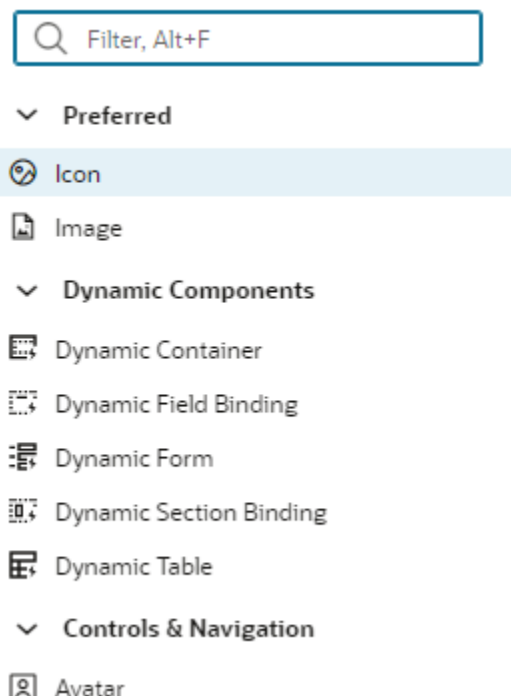 Filter, Alt+F
Preferred
Icon
Image
Dynamic Components
Dynamic Container
Dynamic Field Binding
Dynamic Form
Dynamic Section Binding
Dynamic Table
Controls & Navigation
Avatar